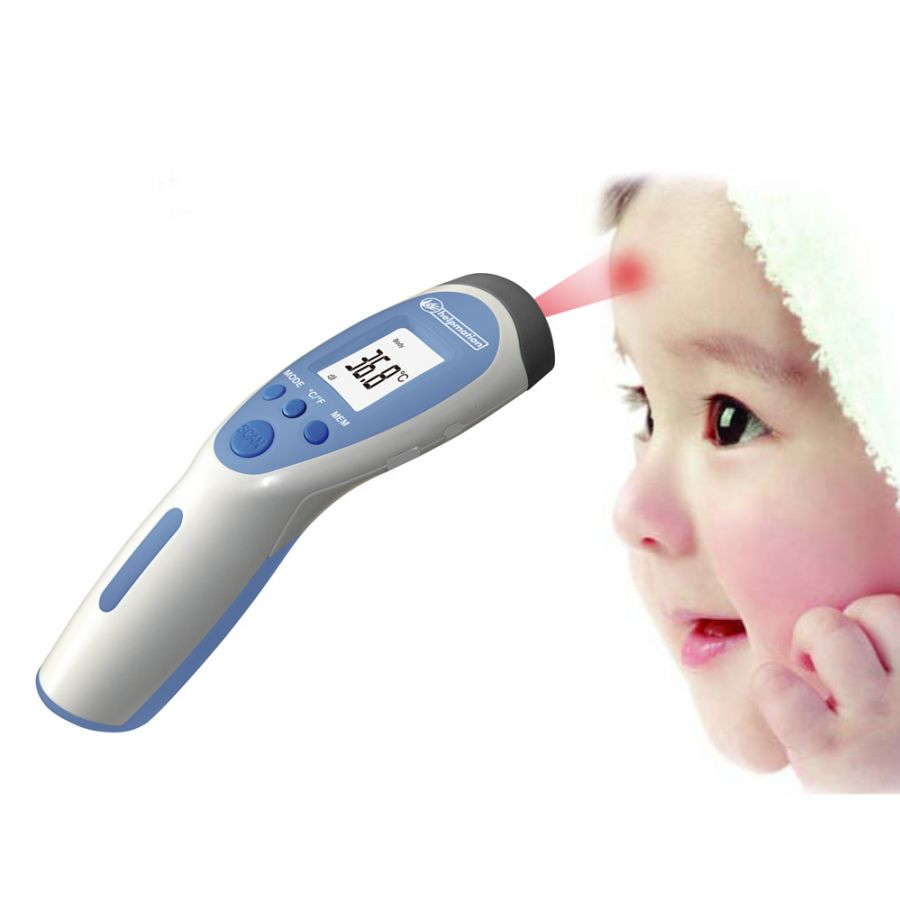 helpmation
Body
36.8°C
MODE
°C/°F
MEM
SCAN